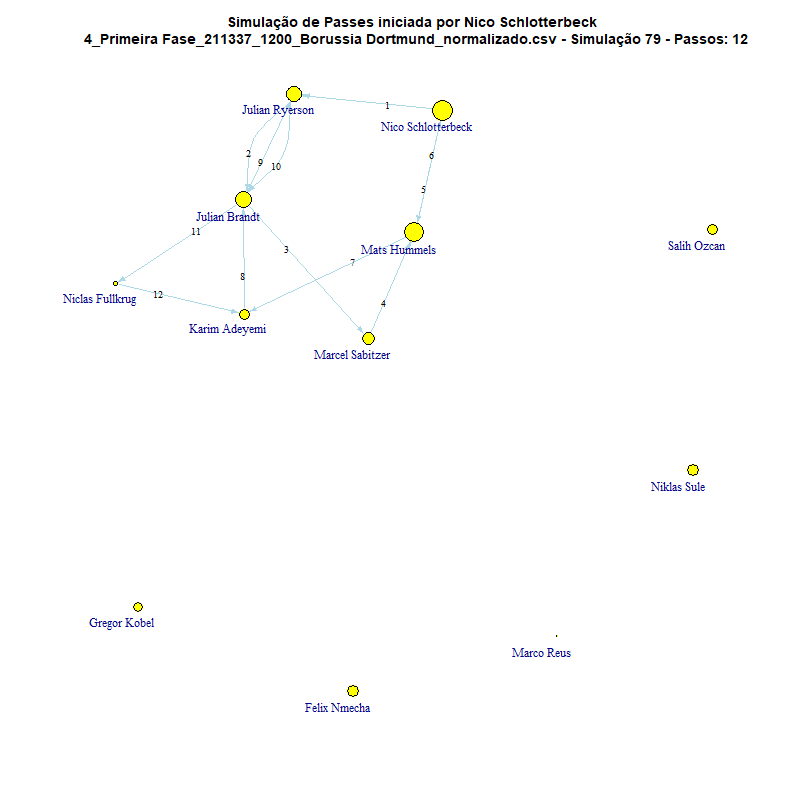 Simulação de Passes iniciada por Nico Schlotterbeck
4_Primeira Fase_211337_1200_Borussia Dortmund_normalizado.csv - Simulação 79 - Passos: 12
Julian Ryerson
1
Nico Schlotterbeck
2
9
10
6
5
Julian Brandt
11
Mats Hummels
3
7
Salih Ozcan
8
Niclas Fullkrug
12
4
Karim Adeyemi
Marcel Sabitzer
Niklas Sule
Gregor Kobel
Marco Reus
Felix Nmecha